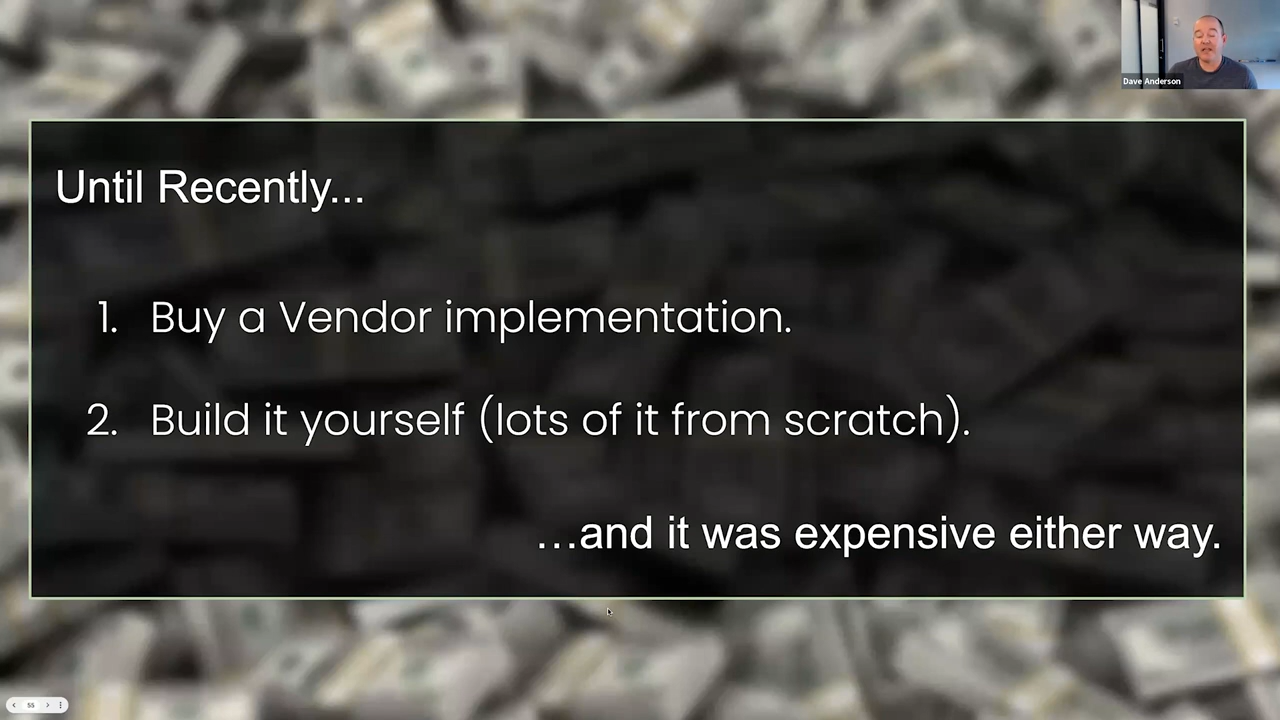 Dave Anderson
Until Recently...
1. Buy a Vendor implementation.
2. Build it yourself (lots of it from scratch).
...and it was expensive either way.
55